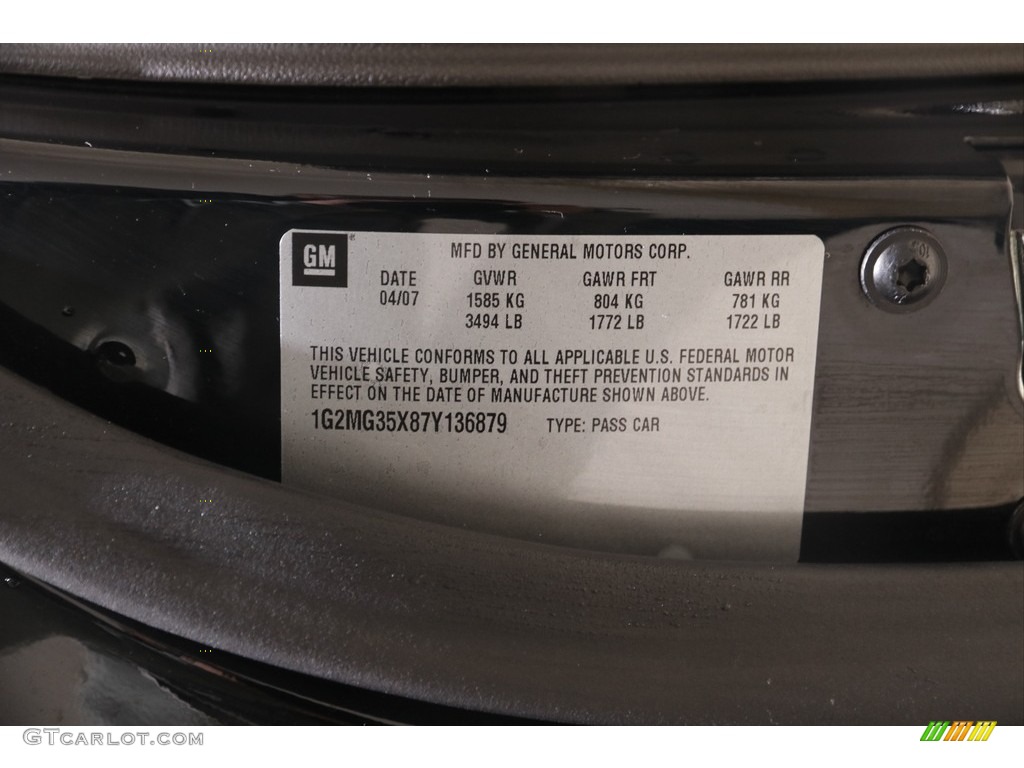 GM
MFD BY GENERAL MOTORS CORP.
DATE GVWR GAWR FRT GAWR RR
04/07 1585 KG 804 KG 781 KG
3494 LB 1772 LB 1722 LB
THIS VEHICLE CONFORMS TO ALL APPLICABLE U.S. FEDERAL MOTOR
VEHICLE SAFETY, BUMPER, AND THEFT PREVENTION STANDARDS IN
EFFECT ON THE DATE OF MANUFACTURE SHOWN ABOVE.
1G2MG35X87Y136879 TYPE: PASS CAR
GTCarlot.com